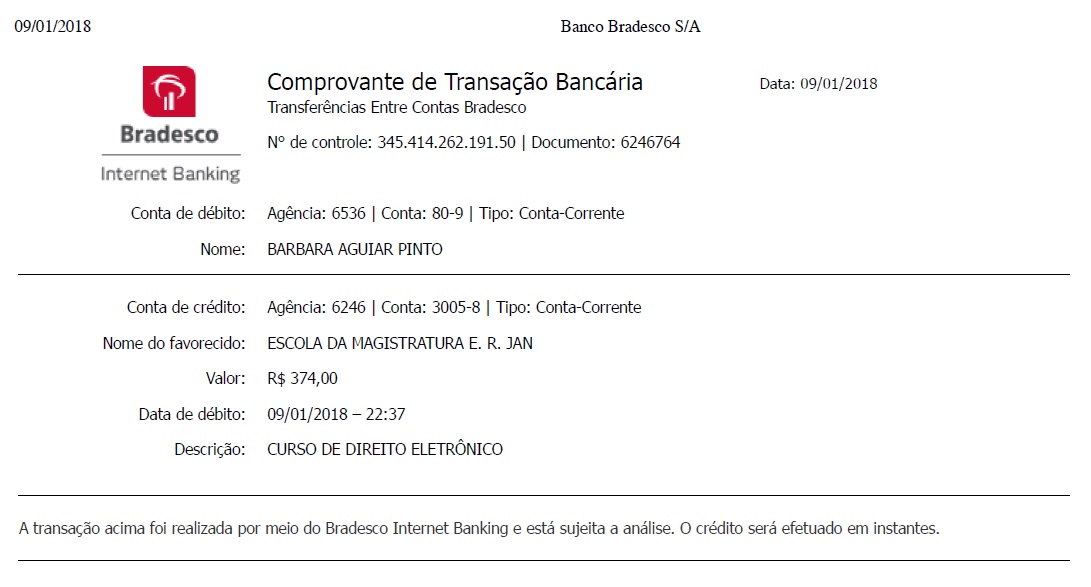 09/01/2018 Banco Bradesco S/A
Comprovante de Transação Bancária Data: 09/01/2018
Transferências Entre Contas Bradesco
Bradesco
N° de controle: 345.414.262.191.50 | Documento: 6246764
Internet Banking
Conta de débito: Agência: 6536 | Conta: 80-9 | Tipo: Conta-Corrente
Nome: BARBARA AGUIAR PINTO
Conta de crédito: Agência: 6246 | Conta: 3005-8 | Tipo: Conta-Corrente
Nome do favorecido: ESCOLA DA MAGISTRATURA E. R. JAN
Valor: R$ 374,00
Data de débito: 09/01/2018 – 22:37
Descrição: CURSO DE DIREITO ELETRÔNICO
A transação acima foi realizada por meio do Bradesco Internet Banking e está sujeita a análise. O crédito será efetuado em instantes.